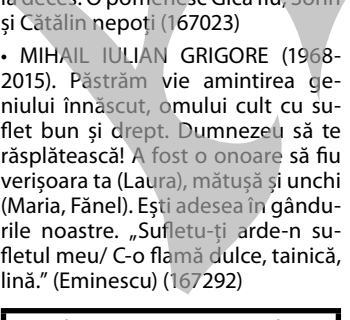 la deces. O pomenesc Gica fiu, Sorin
și Cătălin nepoți (167023)
• MIHAIL IULIAN GRIGORE (1968-
2015). Păstrăm vie amintirea ge-
niului înnăscut, omului cult cu su-
flet bun și drept. Dumnezeu să te
răsplătească! A fost o onoare să fiu
verișoara ta (Laura), mătușă și unchi
(Maria, Fănel). Ești adesea în gându-
rile noastre. „Sufletu-ți arde-n su-
fletul meu/ C-o flamă dulce, tainică,
lină.” (Eminescu) (167292)